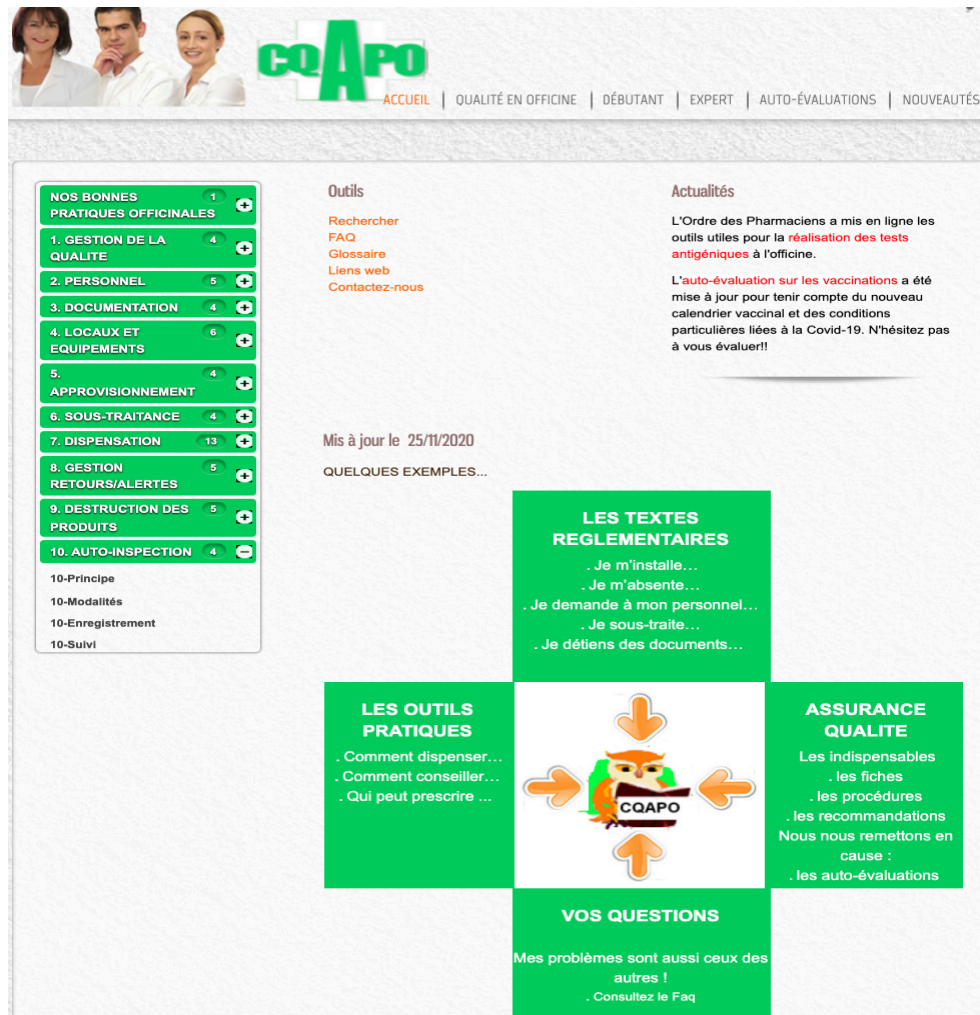 CQAPO
ACCUEIL | QUALITÉ EN OFFICINE | DÉBUTANT | EXPERT | AUTO-ÉVALUATIONS | NOUVEAUTÉS
NOS BONNES
PRATIQUES OFFICINALES 1
1. GESTION DE LA
QUALITE 4
2. PERSONNEL 5
3. DOCUMENTATION 4
4. LOCAUX ET
EQUIPEMENTS 6
5.
APPROVISIONNEMENT 4
6. SOUS-TRAITANCE 4
7. DISPENSATION 13
8. GESTION
RETOURS/ALERTES 5
9. DESTRUCTION DES
PRODUITS 5
10. AUTO-INSPECTION 4
10-Principe
10-Modalités
10-Enregistrement
10-Suivi
Outils
Rechercher
FAQ
Glossaire
Liens web
Contactez-nous
Actualités
L'Ordre des Pharmaciens a mis en ligne les
outils utiles pour la réalisation des tests
antigéniques à l'officine.
L'auto-évaluation sur les vaccinations a été
mise à jour pour tenir compte du nouveau
calendrier vaccinal et des conditions
particulières liées à la Covid-19. N'hésitez pas
à vous évaluer!!
Mis à jour le 25/11/2020
QUELQUES EXEMPLES...
LES TEXTES
REGLEMENTAIRES
. Je m'installe…
. Je m'absente…
. Je demande à mon personnel…
. Je sous-traite…
. Je détiens des documents…
LES OUTILS
PRATIQUES
. Comment dispenser…
. Comment conseiller…
. Qui peut prescrire ...
CQAPO
ASSURANCE
QUALITE
Les indispensables
. les fiches
. les procédures
. les recommandations
Nous nous remettons en
cause :
. les auto-évaluations
VOS QUESTIONS
Mes problèmes sont aussi ceux des
autres !
. Consultez le Faq